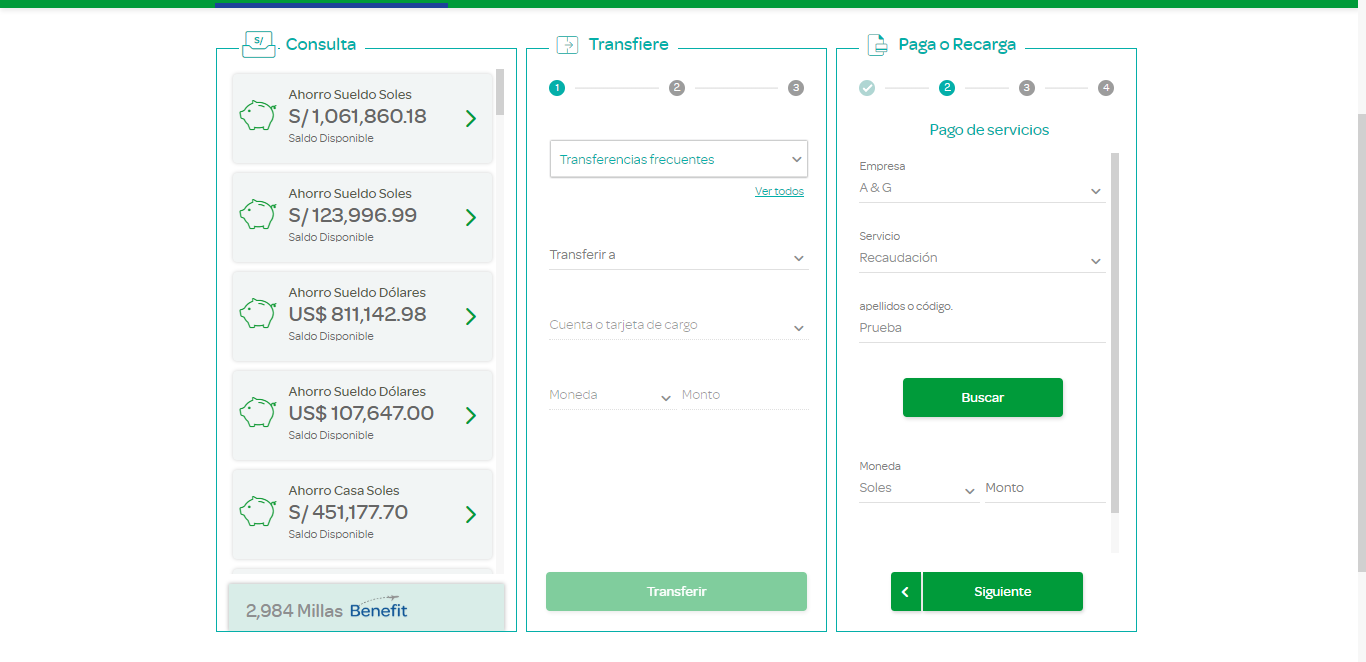 S/ Consulta
Ahorro Sueldo Soles
S/ 1,061,860.18
Saldo Disponible
Ahorro Sueldo Soles
S/ 123,996.99
Saldo Disponible
Ahorro Sueldo Dólares
US$ 811,142.98
Saldo Disponible
Ahorro Sueldo Dólares
US$ 107,647.00
Saldo Disponible
Ahorro Casa Soles
S/ 451,177.70
Saldo Disponible
2,984 Millas Benefit
Transfiere
1 2 3
Transferencias frecuentes
Ver todos
Transferir a
Cuenta o tarjeta de cargo
Moneda Monto
Transferir
Paga o Recarga
2 3 4
Pago de servicios
Empresa
A & G
Servicio
Recaudación
apellidos o código.
Prueba
Buscar
Moneda
Soles Monto
Siguiente